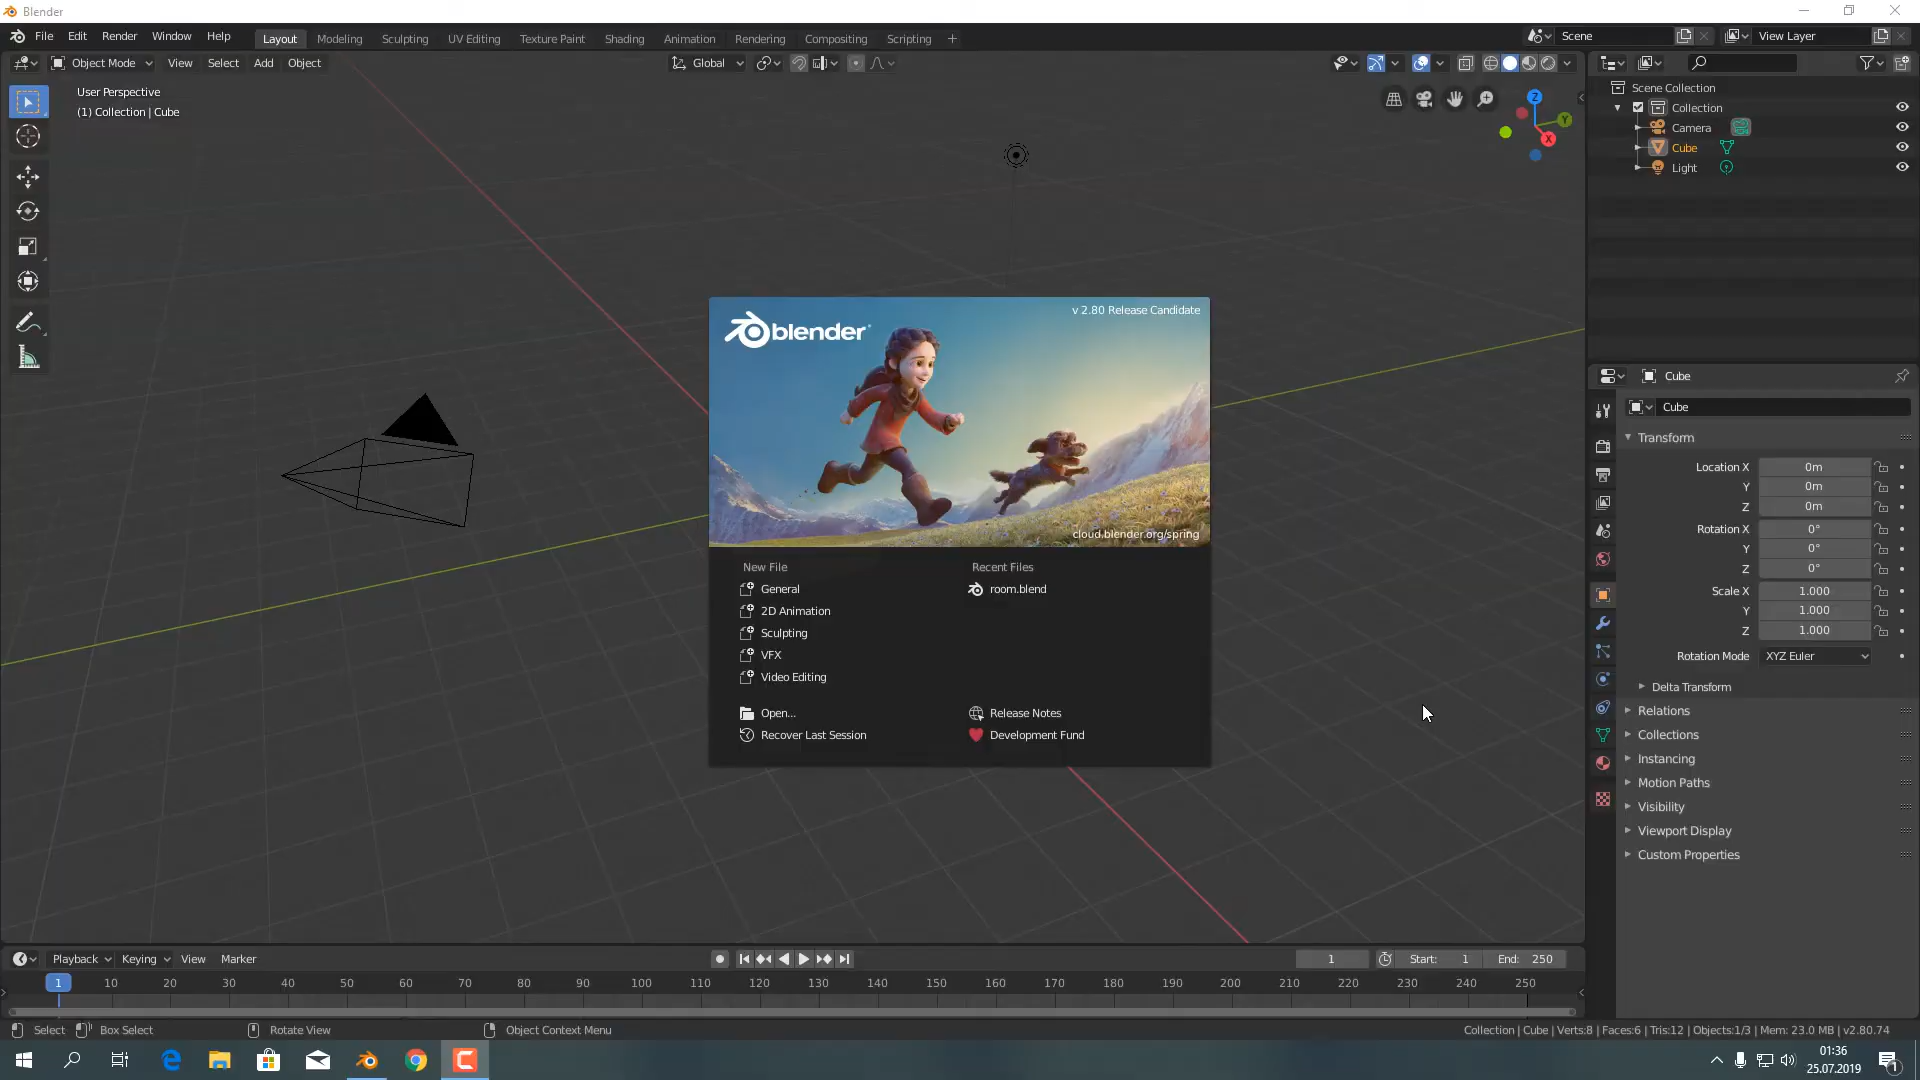 Blender
File Edit Render Window Help
Layout Modeling Sculpting UV Editing Texture Paint Shading Animation Rendering Compositing Scripting +
Scene
View Layer
Object Mode View Select Add Object
Global
User Perspective
(1) Collection | Cube
Z
Y
X
Scene Collection
Collection
Camera
Cube
Light
blender
v 2.80 Release Candidate
cloud.blender.org/spring
New File
General
2D Animation
Sculpting
VFX
Video Editing
Open...
Recover Last Session
Recent Files
room.blend
Release Notes
Development Fund
Cube
Cube
Transform
Location X 0m
Y 0m
Z 0m
Rotation X 0°
Y 0°
Z 0°
Scale X 1.000
Y 1.000
Z 1.000
Rotation Mode XYZ Euler
Delta Transform
Relations
Collections
Instancing
Motion Paths
Visibility
Viewport Display
Custom Properties
Playback Keying View Marker
1 Start: 1 End: 250
1 10 20 30 40 50 60 70 80 90 100 110 120 130 140 150 160 170 180 190 200 210 220 230 240 250
Select Box Select Rotate View Object Context Menu
Collection | Cube | Verts:8 | Faces:6 | Tris:12 | Objects:1/3 | Mem: 23.0 MB | v2.80.74
01:36
25.07.2019
1